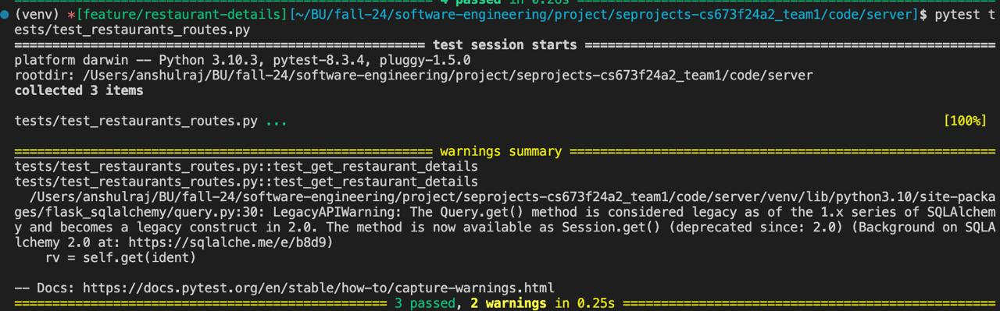 4 passed in 0.26s
(venv) *[feature/restaurant-details][~/BU/fall-24/software-engineering/project/seprojects-cs673f24a2_team1/code/server]$ pytest t
ests/test_restaurants_routes.py
===================================================== test session starts =====================================================
platform darwin -- Python 3.10.3, pytest-8.3.4, pluggy-1.5.0
rootdir: /Users/anshulraj/BU/fall-24/software-engineering/project/seprojects-cs673f24a2_team1/code/server
collected 3 items
tests/test_restaurants_routes.py ... [100%]
====================================================== warnings summary =======================================================
tests/test_restaurants_routes.py::test_get_restaurant_details
tests/test_restaurants_routes.py::test_get_restaurant_details
/Users/anshulraj/BU/fall-24/software-engineering/project/seprojects-cs673f24a2_team1/code/server/venv/lib/python3.10/site-packa
ges/flask_sqlalchemy/query.py:30: LegacyAPIWarning: The Query.get() method is considered legacy as of the 1.x series of SQLAlchem
y and becomes a legacy construct in 2.0. The method is now available as Session.get() (deprecated since: 2.0) (Background on SQLA
lchemy 2.0 at: https://sqlalche.me/e/b8d9)
rv = self.get(ident)
-- Docs: https://docs.pytest.org/en/stable/how-to/capture-warnings.html
================================================ 3 passed, 2 warnings in 0.25s ================================================